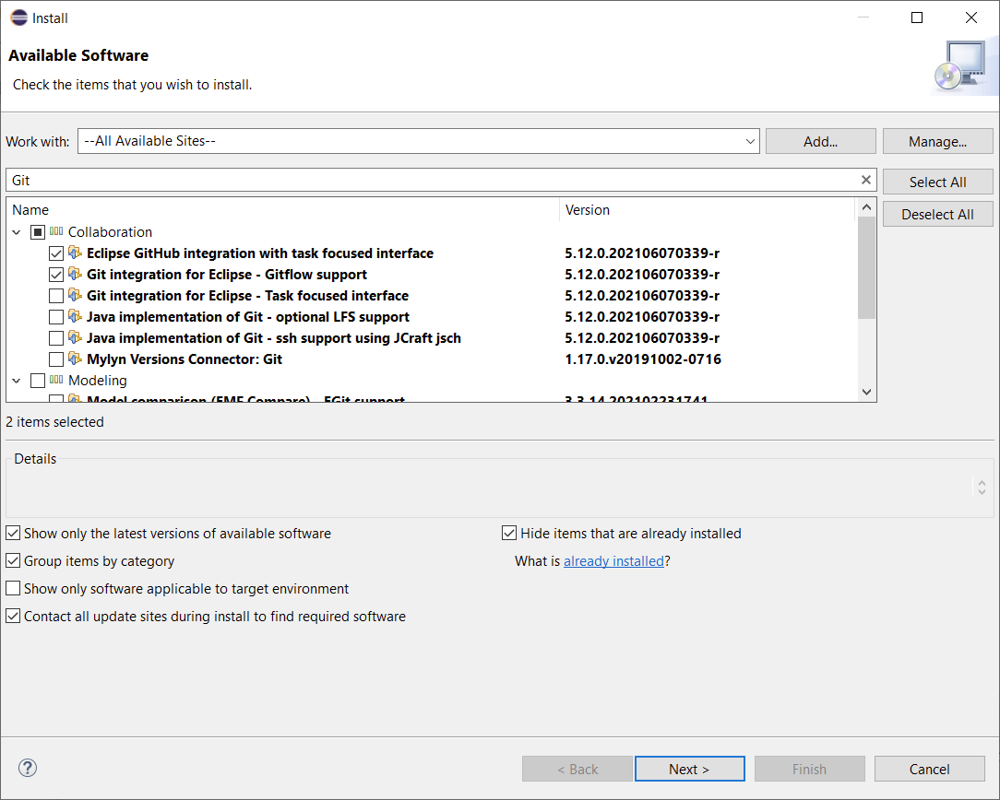 Install
Available Software
Check the items that you wish to install.
Work with: --All Available Sites-- Add... Manage...
Git Select All
Deselect All
Name Version
Collaboration
Eclipse GitHub integration with task focused interface 5.12.0.202106070339-r
Git integration for Eclipse - Gitflow support 5.12.0.202106070339-r
Git integration for Eclipse - Task focused interface 5.12.0.202106070339-r
Java implementation of Git - optional LFS support 5.12.0.202106070339-r
Java implementation of Git - ssh support using JCraft jsch 5.12.0.202106070339-r
Mylyn Versions Connector: Git 1.17.0.v20191002-0716
Modeling
Model comparison (EMF Compare) - EGit support 3.3.14.202102231741
2 items selected
Details
Show only the latest versions of available software Hide items that are already installed
Group items by category What is already installed?
Show only software applicable to target environment
Contact all update sites during install to find required software
? < Back Next > Finish Cancel